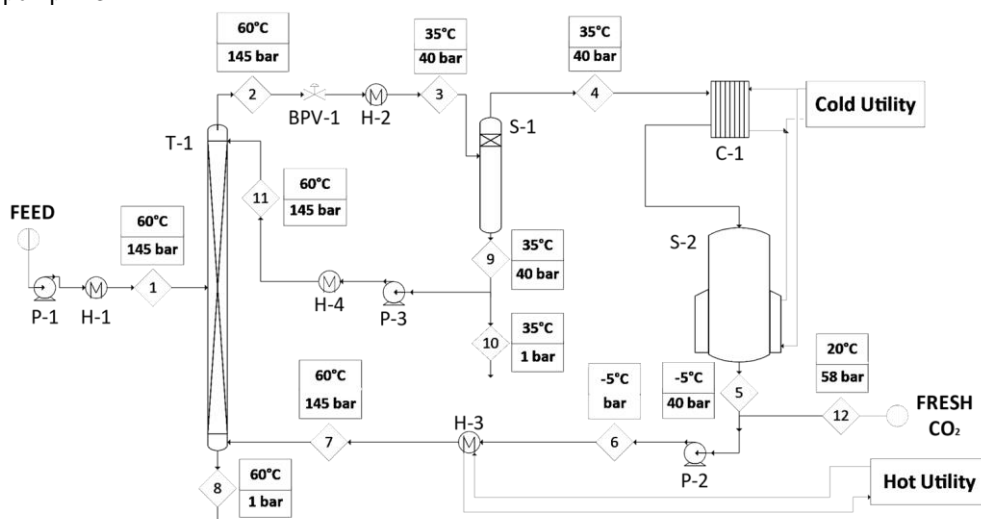 60°C
145 bar
35°C
40 bar
35°C
40 bar
2
BPV-1
H-2
3
4
Cold Utility
S-1
C-1
T-1
60°C
145 bar
11
FEED
60°C
145 bar
S-2
9
35°C
40 bar
1
P-1
H-1
H-4
P-3
10
35°C
1 bar
20°C
58 bar
-5°C
bar
-5°C
40 bar
60°C
145 bar
5
12
FRESH
CO₂
H-3
7
6
P-2
8
60°C
1 bar
Hot Utility